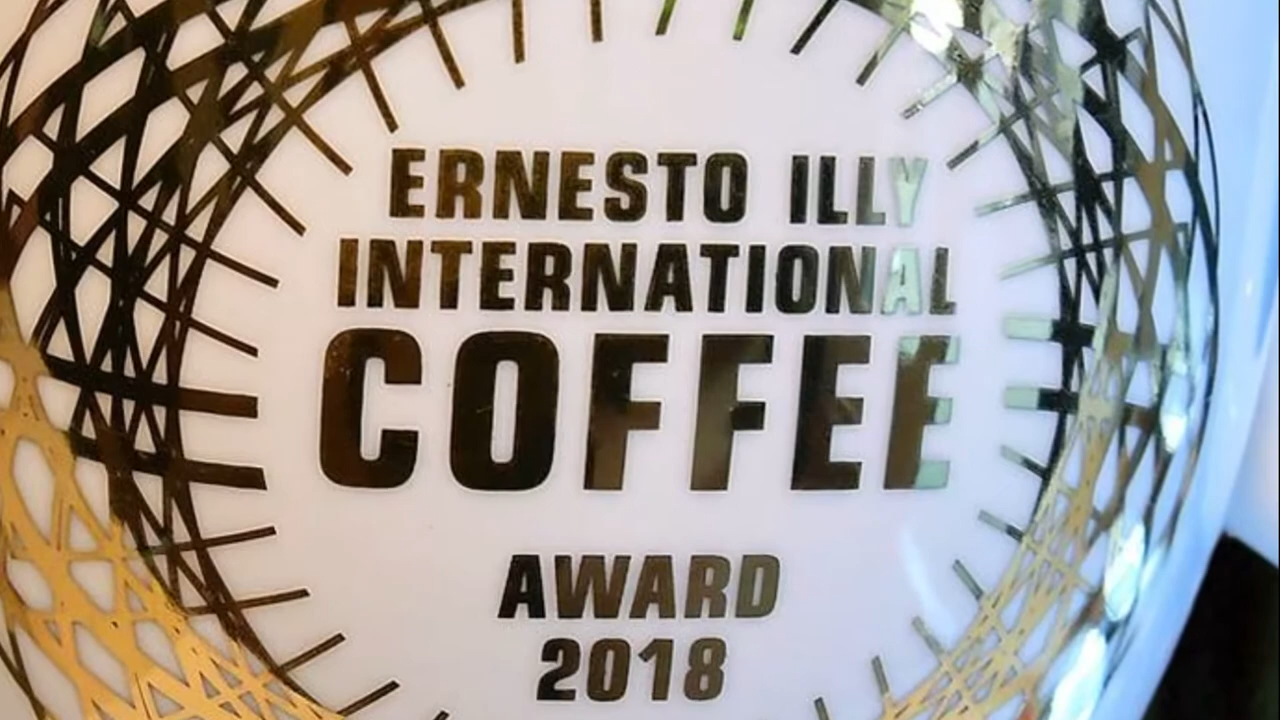 ERNESTO ILLY
INTERNATIONAL
COFFEE
AWARD
2018